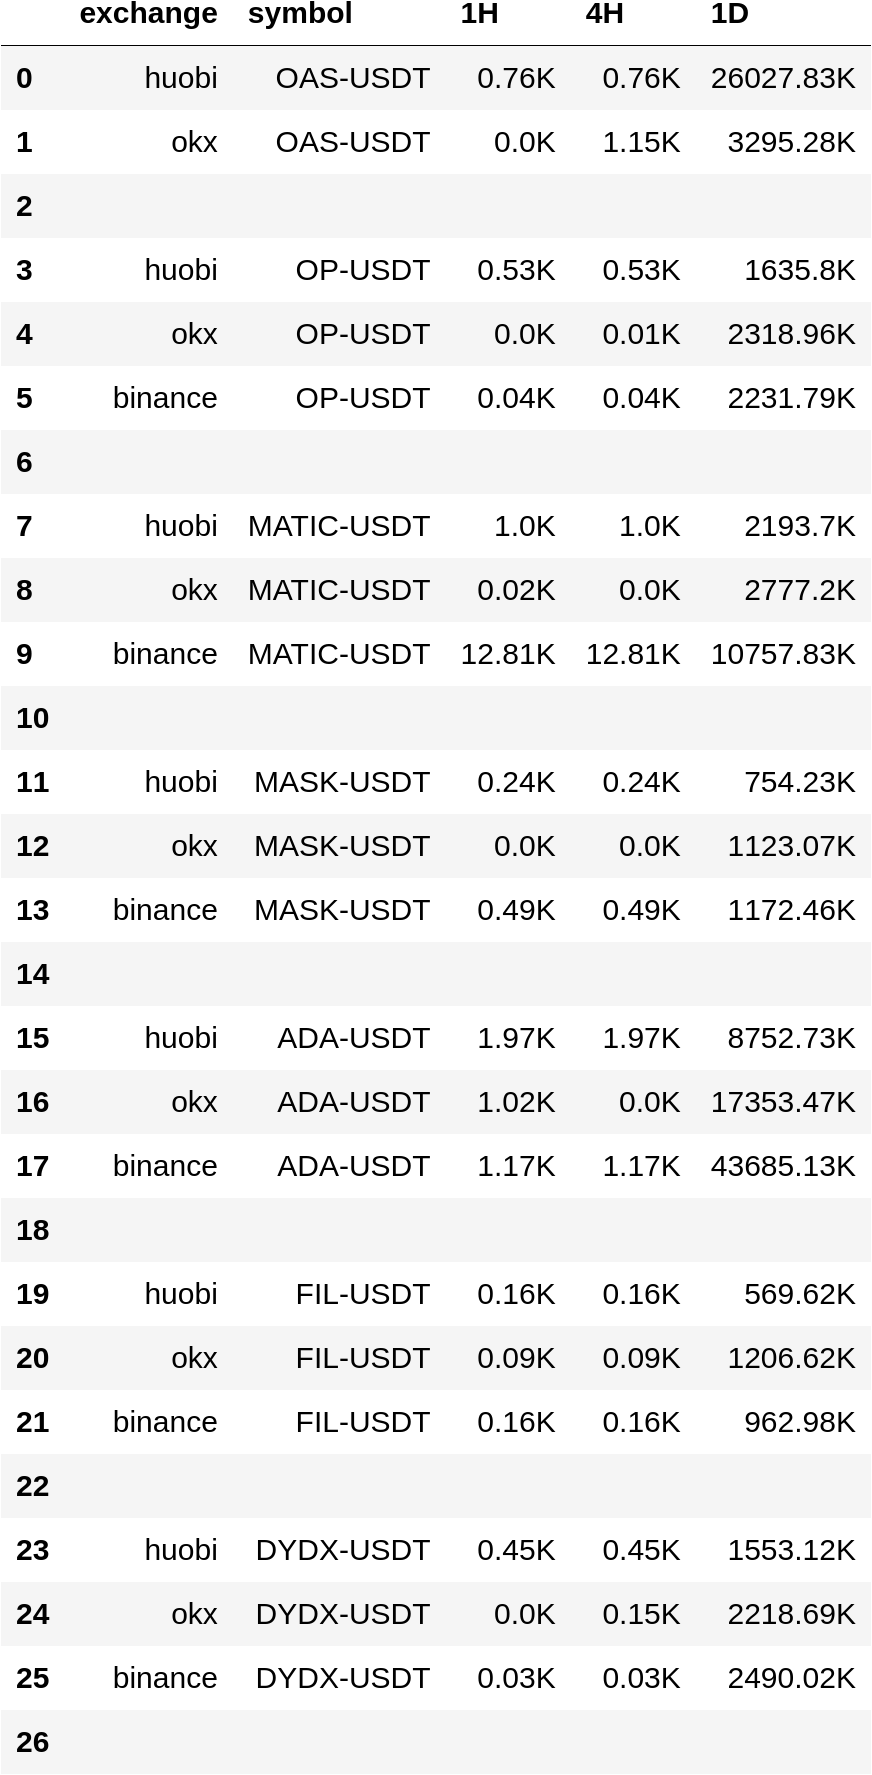 exchange symbol 1H 4H 1D
0 huobi OAS-USDT 0.76K 0.76K 26027.83K
1 okx OAS-USDT 0.0K 1.15K 3295.28K
2
3 huobi OP-USDT 0.53K 0.53K 1635.8K
4 okx OP-USDT 0.0K 0.01K 2318.96K
5 binance OP-USDT 0.04K 0.04K 2231.79K
6
7 huobi MATIC-USDT 1.0K 1.0K 2193.7K
8 okx MATIC-USDT 0.02K 0.0K 2777.2K
9 binance MATIC-USDT 12.81K 12.81K 10757.83K
10
11 huobi MASK-USDT 0.24K 0.24K 754.23K
12 okx MASK-USDT 0.0K 0.0K 1123.07K
13 binance MASK-USDT 0.49K 0.49K 1172.46K
14
15 huobi ADA-USDT 1.97K 1.97K 8752.73K
16 okx ADA-USDT 1.02K 0.0K 17353.47K
17 binance ADA-USDT 1.17K 1.17K 43685.13K
18
19 huobi FIL-USDT 0.16K 0.16K 569.62K
20 okx FIL-USDT 0.09K 0.09K 1206.62K
21 binance FIL-USDT 0.16K 0.16K 962.98K
22
23 huobi DYDX-USDT 0.45K 0.45K 1553.12K
24 okx DYDX-USDT 0.0K 0.15K 2218.69K
25 binance DYDX-USDT 0.03K 0.03K 2490.02K
26